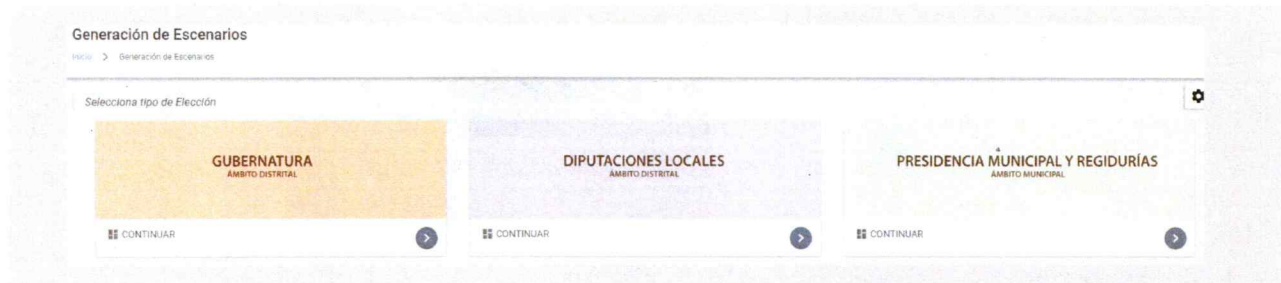 Generación de Escenarios
Inicio > Generación de Escenarios
Selecciona tipo de Elección
GUBERNATURA
ÁMBITO DISTRITAL
CONTINUAR
DIPUTACIONES LOCALES
ÁMBITO DISTRITAL
CONTINUAR
PRESIDENCIA MUNICIPAL Y REGIDURÍAS
ÁMBITO MUNICIPAL
CONTINUAR